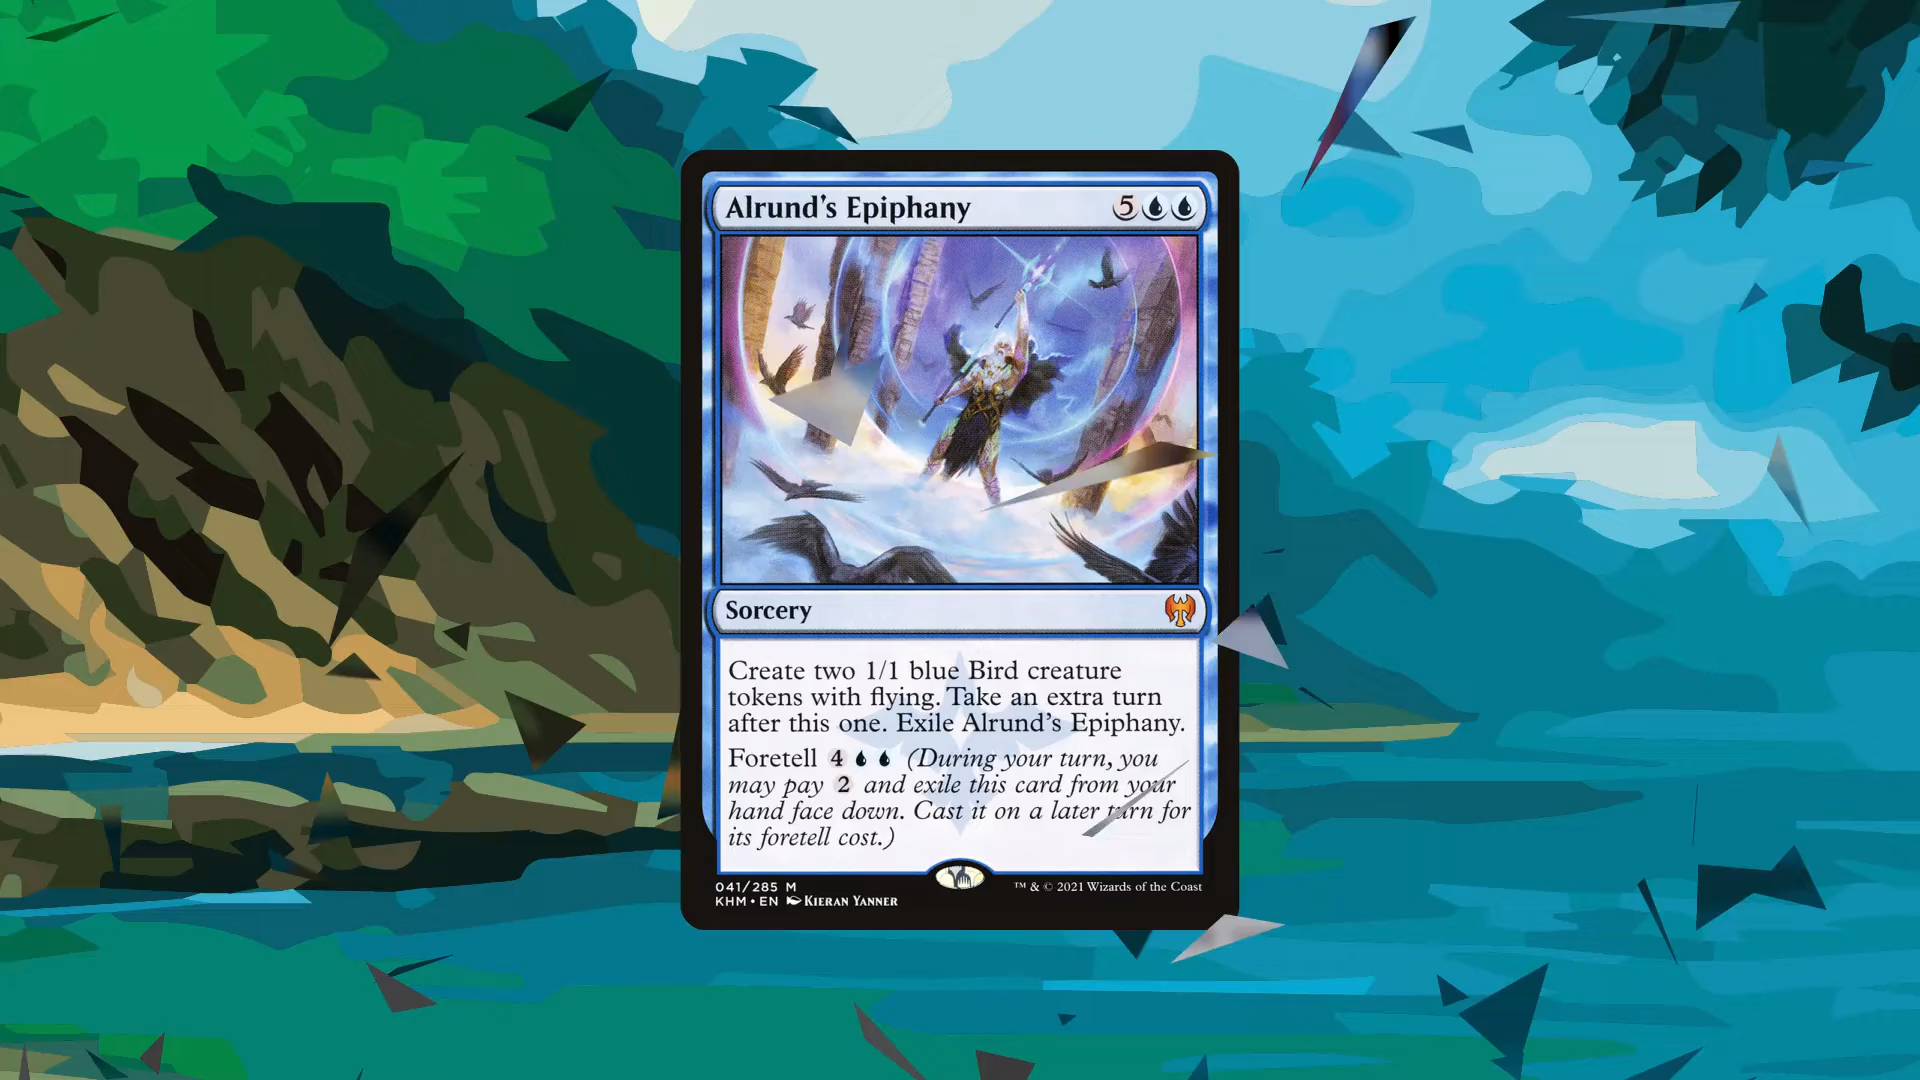 Alrund's Epiphany 5
Sorcery
Create two 1/1 blue Bird creature
tokens with flying. Take an extra turn
after this one. Exile Alrund's Epiphany.
Foretell 4 (During your turn, you
may pay 2 and exile this card from your
hand face down. Cast it on a later turn for
its foretell cost.)
041/285 M
KHM • EN KIERAN YANNER
™ & © 2021 Wizards of the Coast